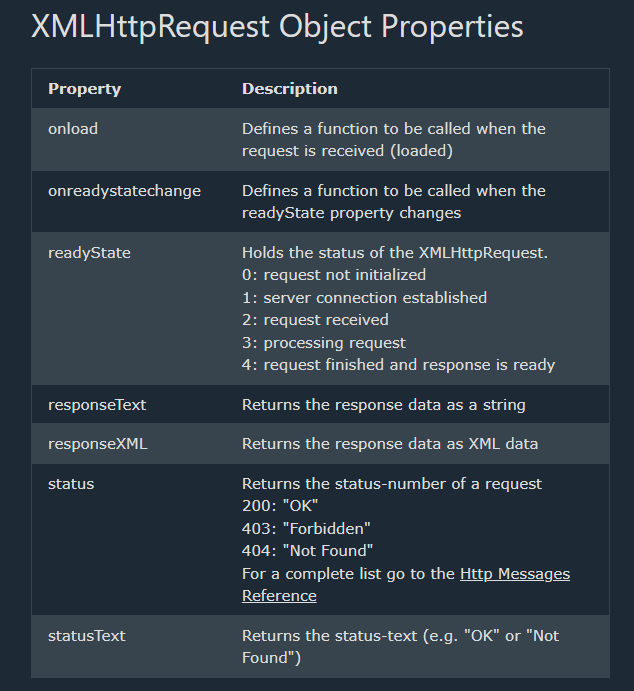 XMLHttpRequest Object Properties
Property Description
onload Defines a function to be called when the
request is received (loaded)
onreadystatechange Defines a function to be called when the
readyState property changes
readyState Holds the status of the XMLHttpRequest.
0: request not initialized
1: server connection established
2: request received
3: processing request
4: request finished and response is ready
responseText Returns the response data as a string
responseXML Returns the response data as XML data
status Returns the status-number of a request
200: "OK"
403: "Forbidden"
404: "Not Found"
For a complete list go to the Http Messages
Reference
statusText Returns the status-text (e.g. "OK" or "Not
Found")